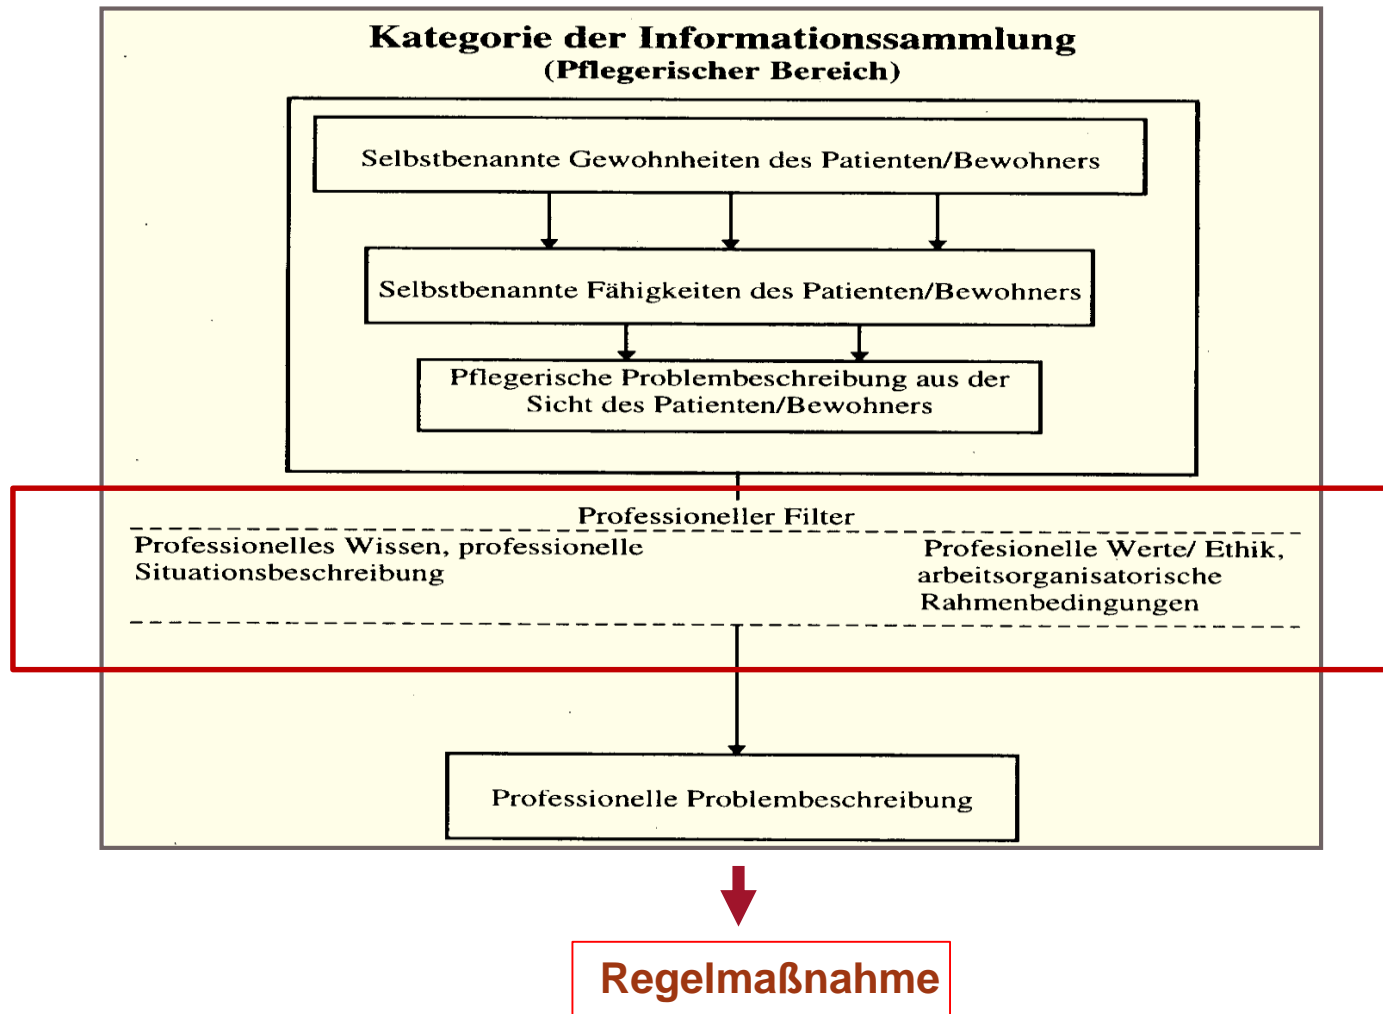 Kategorie der Informationssammlung
(Pflegerischer Bereich)
Selbstbenannte Gewohnheiten des Patienten/Bewohners
Selbstbenannte Fähigkeiten des Patienten/Bewohners
Pflegerische Problembeschreibung aus der
Sicht des Patienten/Bewohners
Professioneller Filter
Professionelles Wissen, professionelle
Situationsbeschreibung
Profesionelle Werte/ Ethik,
arbeitsorganisatorische
Rahmenbedingungen
Professionelle Problembeschreibung
Regelmaßnahme